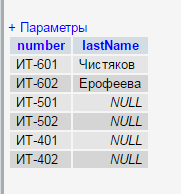 + Параметры
number lastName
ИТ-601 Чистяков
ИТ-602 Ерофеева
ИТ-501 NULL
ИТ-502 NULL
ИТ-401 NULL
ИТ-402 NULL